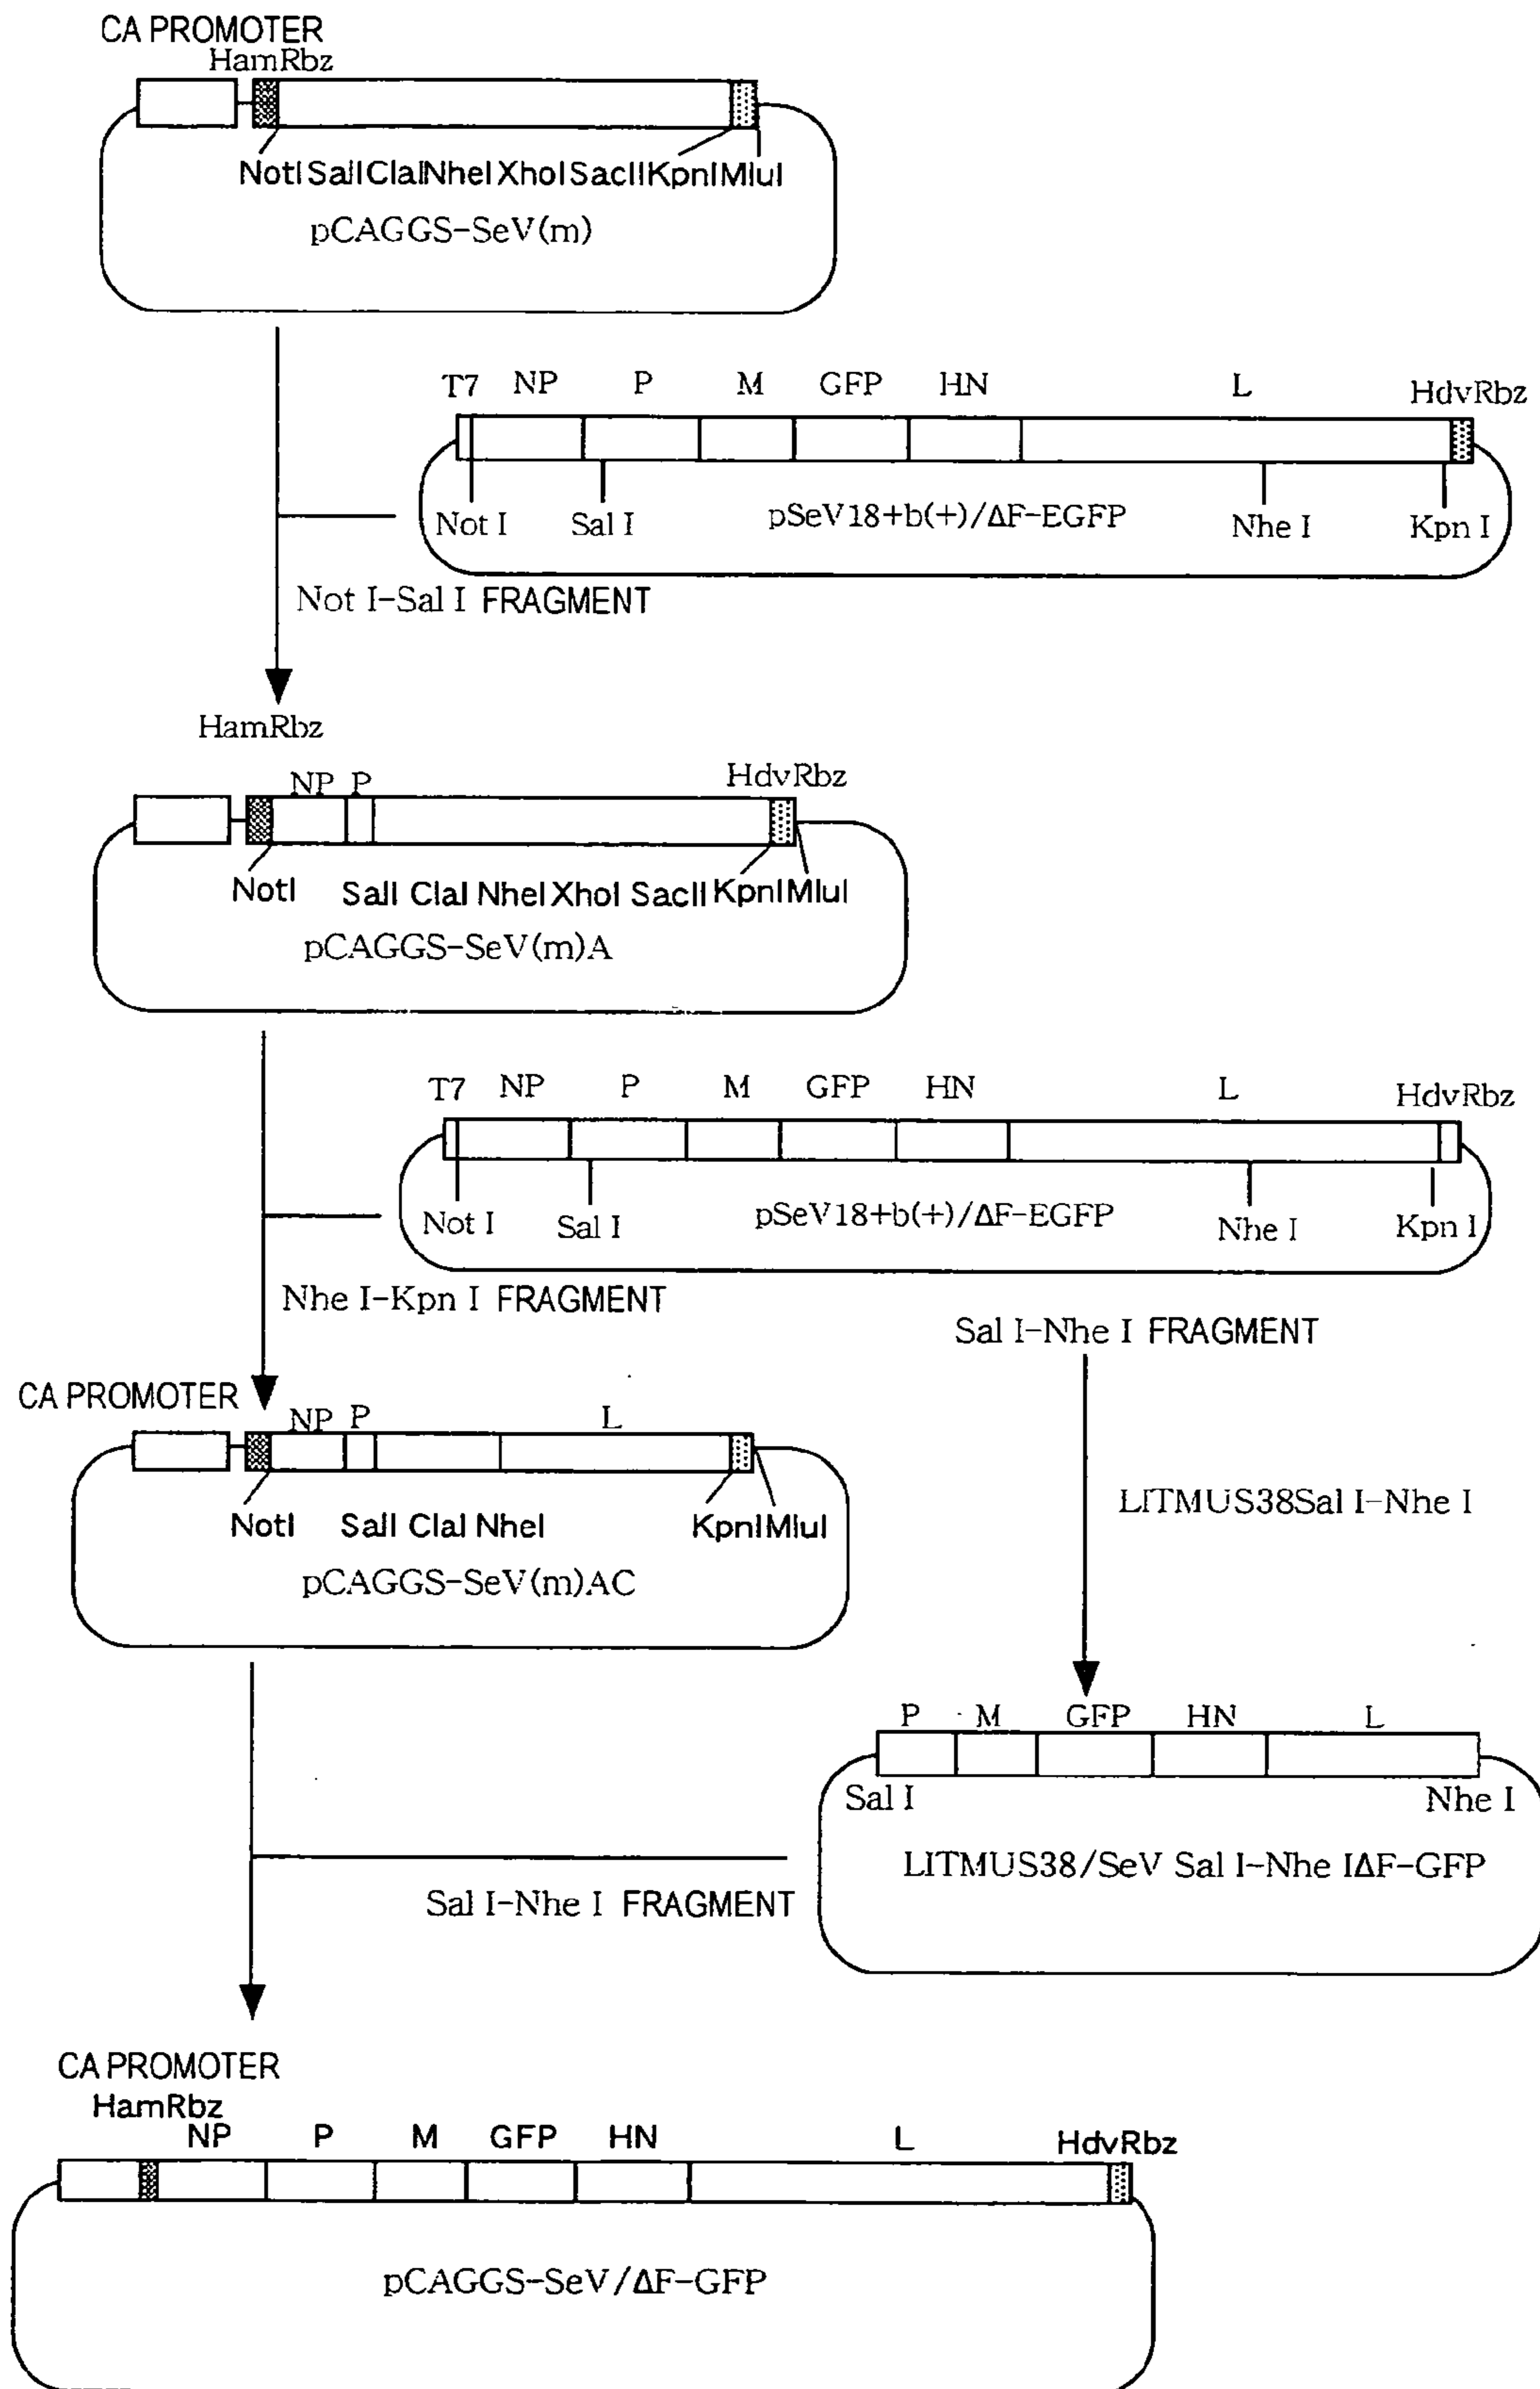 CA PROMOTER
HamRbz
NotI SalI ClaI NheI XhoI SacII KpnI MluI
pCAGGS-SeV(m)
T7 NP P M GFP HN L HdvRbz
Not I Sal I pSeV18+b(+)/ΔF-EGFP Nhe I Kpn I
Not I-Sal I FRAGMENT
HamRbz
NP P HdvRbz
NotI SalI ClaI NheI XhoI SacII KpnI MluI
pCAGGS-SeV(m)A
T7 NP P M GFP HN L HdvRbz
Not I Sal I pSeV18+b(+)/ΔF-EGFP Nhe I Kpn I
Nhe I-Kpn I FRAGMENT
Sal I-Nhe I FRAGMENT
CA PROMOTER
NP P L
NotI SalI ClaI NheI KpnI MluI
pCAGGS-SeV(m)AC
LITMUS38Sal I-Nhe I
P M GFP HN L
Sal I Nhe I
LITMUS38/SeV Sal I-Nhe IΔF-GFP
Sal I-Nhe I FRAGMENT
CA PROMOTER
HamRbz
NP P M GFP HN L HdvRbz
pCAGGS-SeV/ΔF-GFP